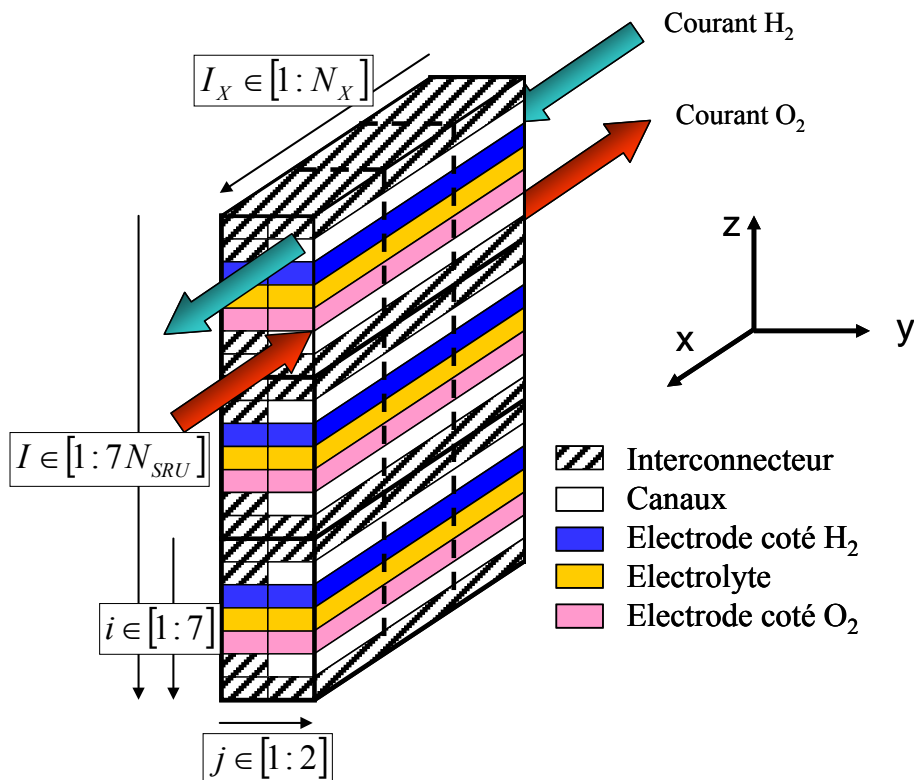 Courant H₂
I_X ∈ [1 : N_X]
Courant O₂
z
x
y
I ∈ [1 : 7N_SRU]
Interconnecteur
Canaux
Electrode coté H₂
Electrolyte
Electrode coté O₂
i ∈ [1 : 7]
j ∈ [1 : 2]